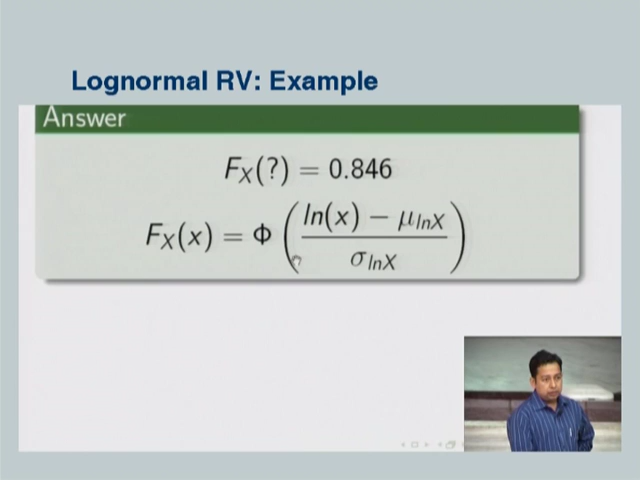 Lognormal RV: Example
Answer
F_X(?) = 0.846
F_X(x) = Φ( (ln(x) − μ_lnX) / σ_lnX )